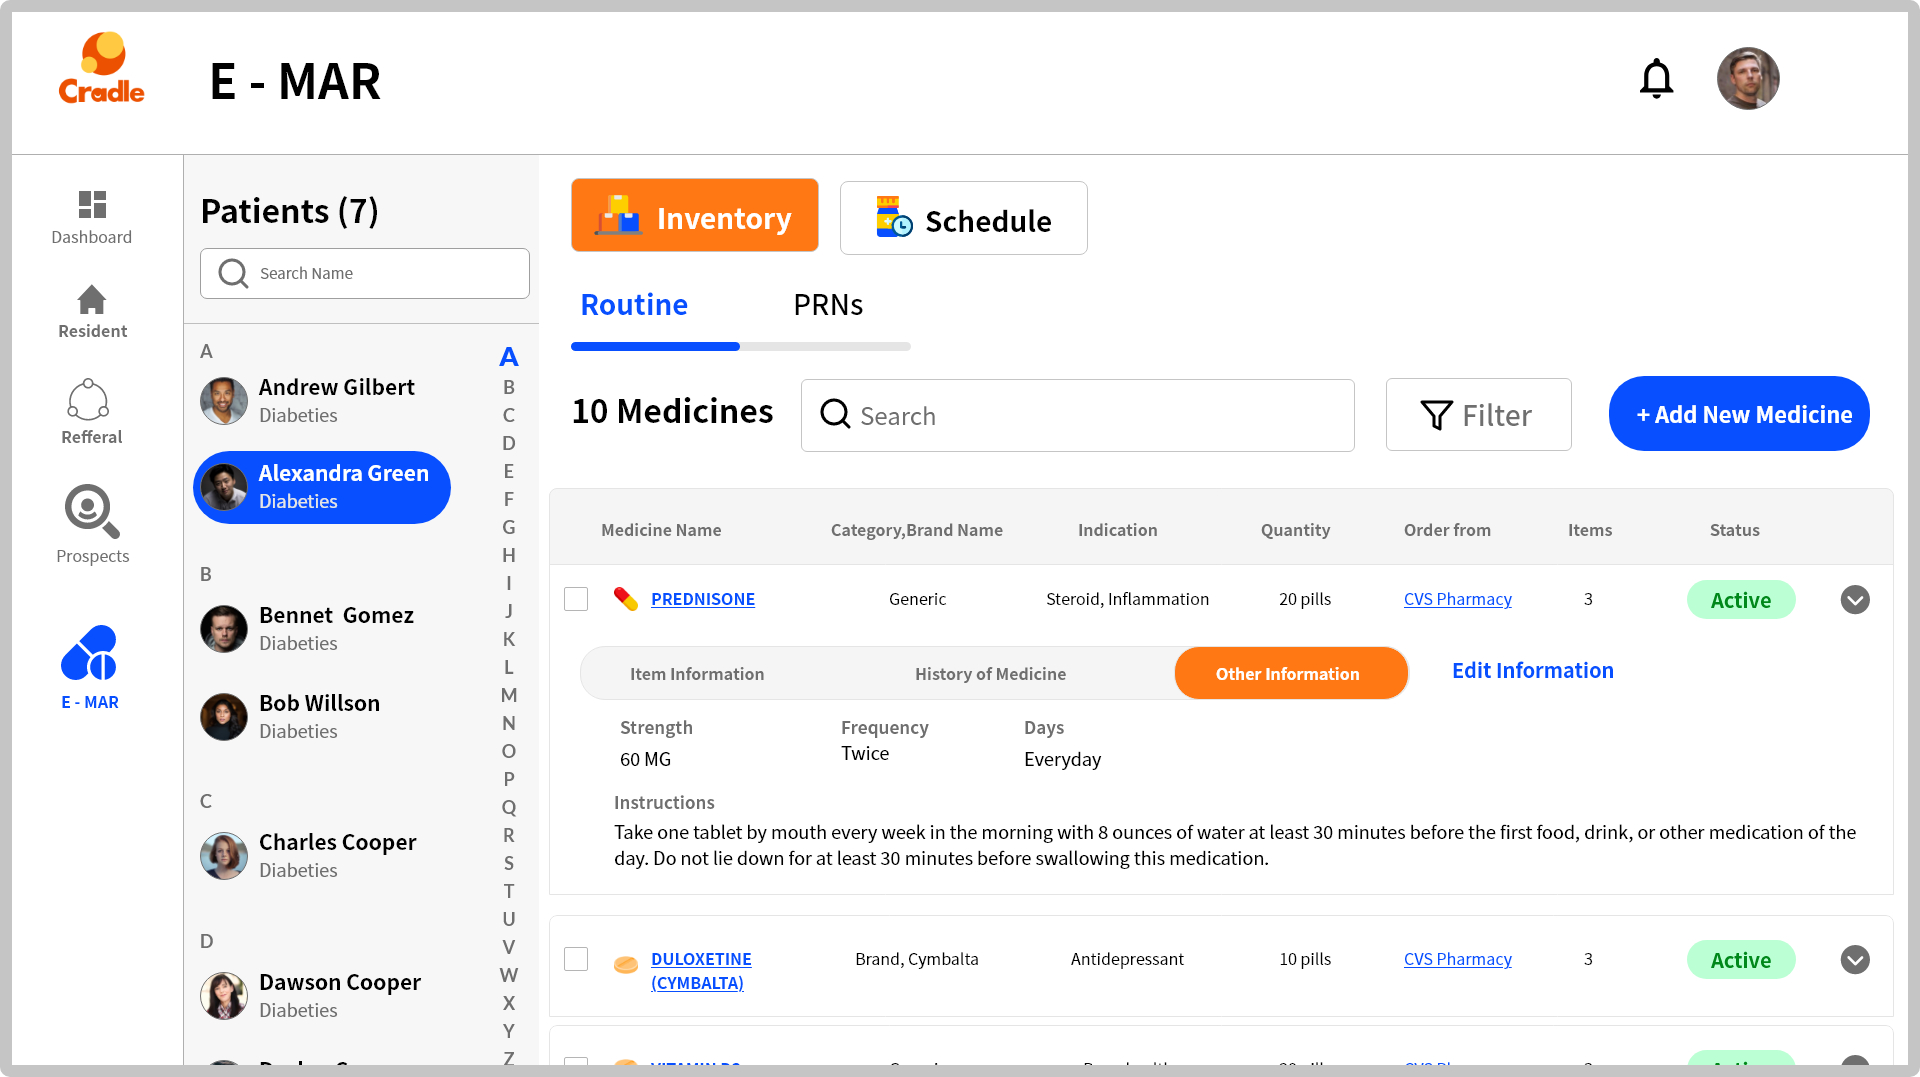 Cradle
E - MAR
Dashboard
Resident
Refferal
Prospects
E - MAR
Patients (7)
Search Name
A
Andrew Gilbert
Diabeties
Alexandra Green
Diabeties
B
Bennet  Gomez
Diabeties
Bob Willson
Diabeties
C
Charles Cooper
Diabeties
D
Dawson Cooper
Diabeties
A
B
C
D
E
F
G
H
I
J
K
L
M
N
O
P
Q
R
S
T
U
V
W
X
Y
Z
Inventory
Schedule
Routine
PRNs
10 Medicines
Search
Filter
+ Add New Medicine
Medicine Name
Category,Brand Name
Indication
Quantity
Order from
Items
Status
PREDNISONE
Generic
Steroid, Inflammation
20 pills
CVS Pharmacy
3
Active
Item Information
History of Medicine
Other Information
Edit Information
Strength
60 MG
Frequency
Twice
Days
Everyday
Instructions
Take one tablet by mouth every week in the morning with 8 ounces of water at least 30 minutes before the first food, drink, or other medication of the
day. Do not lie down for at least 30 minutes before swallowing this medication.
DULOXETINE
(CYMBALTA)
Brand, Cymbalta
Antidepressant
10 pills
CVS Pharmacy
3
Active